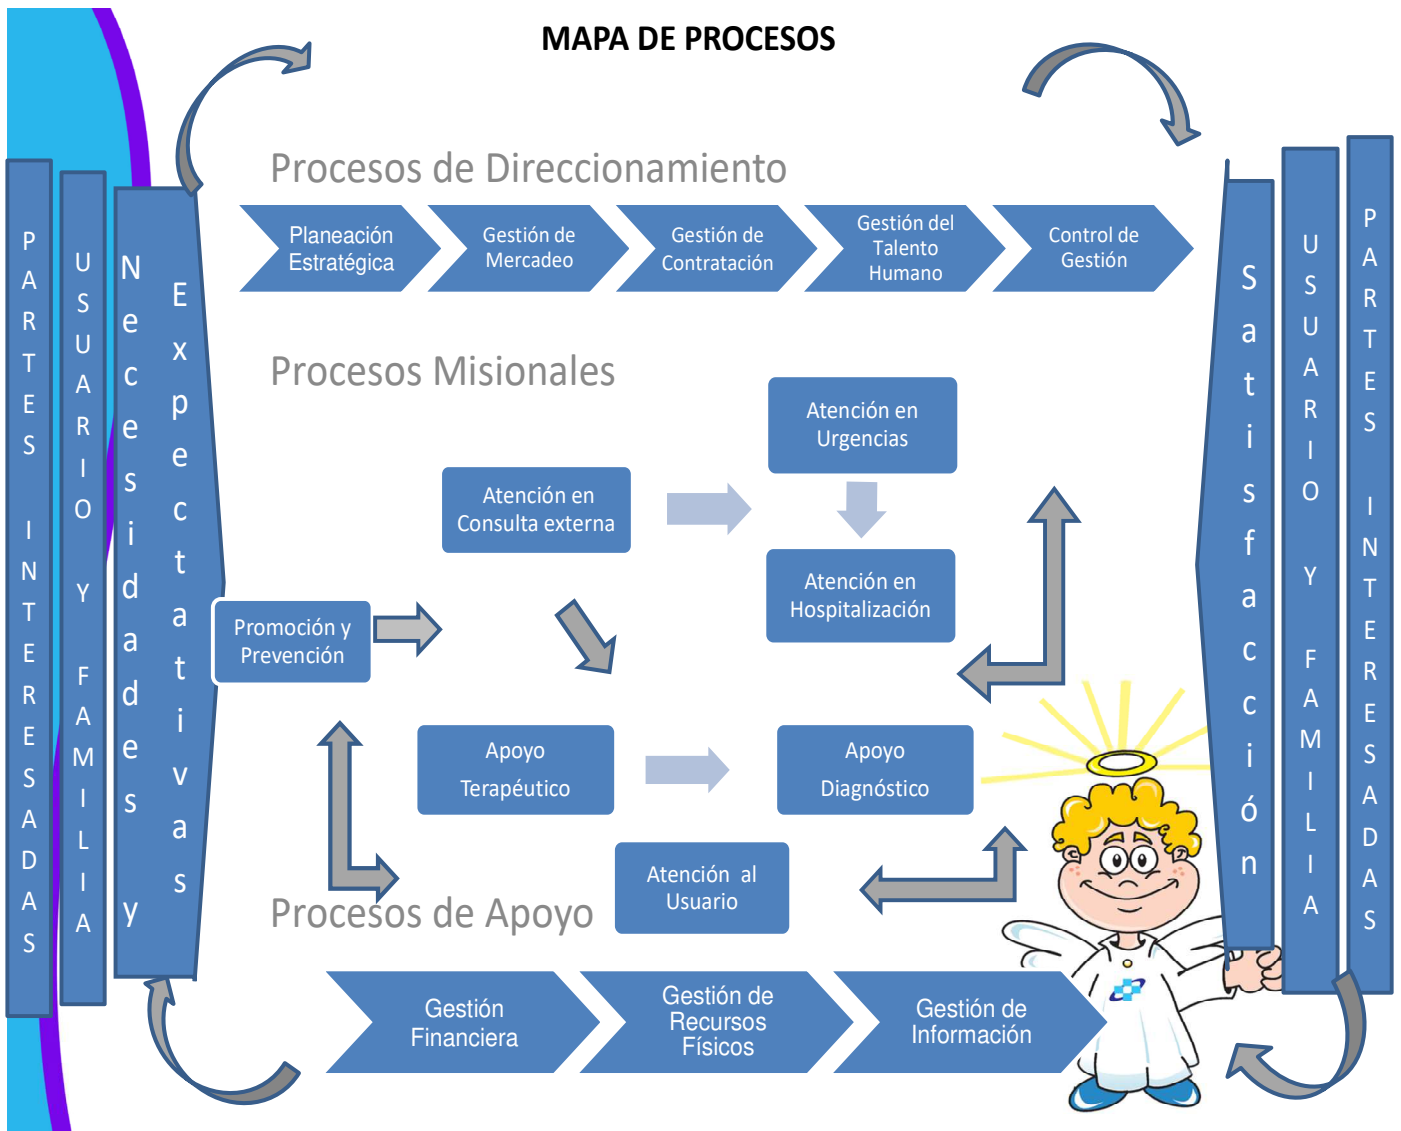 MAPA DE PROCESOS
PARTES INTERESADAS
USUARIO Y FAMILIA
Necesidades y
Expectativas
Procesos de Direccionamiento
Planeación
Estratégica
Gestión de
Mercadeo
Gestión de
Contratación
Gestión del
Talento
Humano
Control de
Gestión
Procesos Misionales
Atención en
Urgencias
Atención en
Consulta externa
Atención en
Hospitalización
Promoción y
Prevención
Apoyo
Terapéutico
Apoyo
Diagnóstico
Atención al
Usuario
Procesos de Apoyo
Gestión
Financiera
Gestión de
Recursos
Físicos
Gestión de
Información
Satisfacción
USUARIO Y FAMILIA
PARTES INTERESADAS